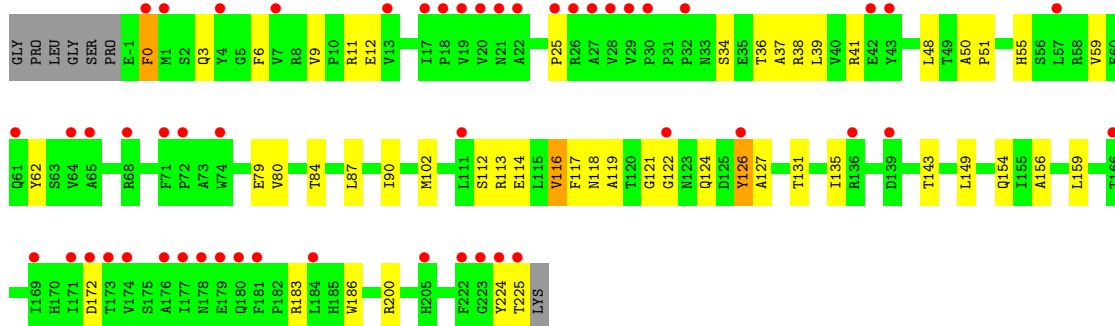 GLY PRO LEU GLY SER PRO E-1 F0 M1 S2 Q3 Y4 G5 F6 V7 R8 V9 P10 R11 E12 V13 I17 P18 V19 V20 N21 A22 P25 R26 A27 V28 V29 P30 P31 P32 N33 S34 E35 T36 A37 R38 L39 V40 R41 E42 Y43 L48 T49 A50 P51 H55 S56 L57 R58 V59
Q61 Y62 S63 V64 A65 R68 F71 P72 A73 W74 E79 V80 T84 L87 I90 M102 L111 S112 R113 E114 L115 V116 F117 N118 A119 T120 G121 G122 N123 Q124 D125 Y126 A127 T131 I135 R136 D139 T143 L149 Q154 I155 A156 L159
I169 H170 I171 D172 T173 V174 S175 A176 I177 N178 E179 Q180 F181 P182 R183 L184 H185 W186 R200 H205 F222 G223 Y224 T225 LYS